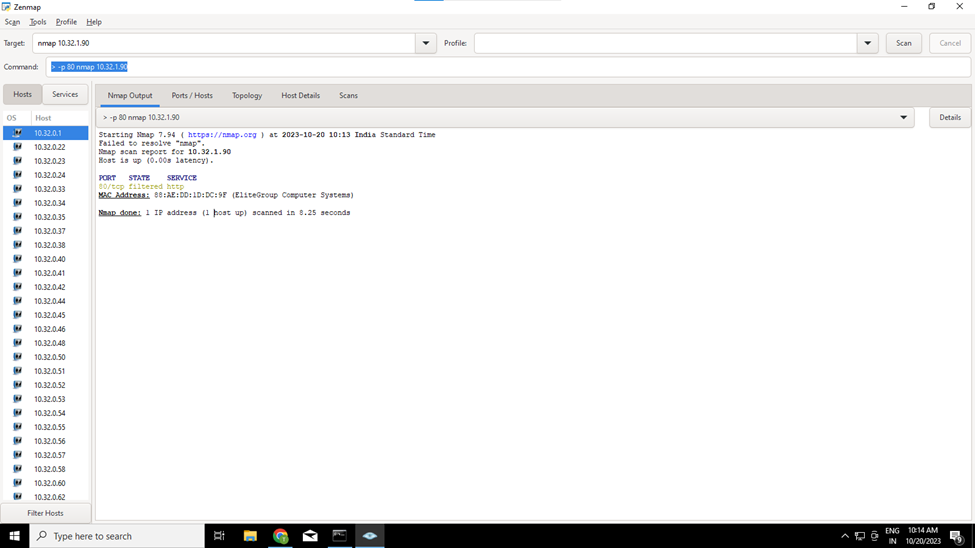 Zenmap
Scan Tools Profile Help
Target: nmap 10.32.1.90 Profile: Scan Cancel
Command: > -p 80 nmap 10.32.1.90
Hosts Services
Nmap Output Ports / Hosts Topology Host Details Scans
OS Host
> -p 80 nmap 10.32.1.90 Details
10.32.0.1
10.32.0.22
10.32.0.23
10.32.0.24
10.32.0.33
10.32.0.34
10.32.0.35
10.32.0.37
10.32.0.38
10.32.0.40
10.32.0.41
10.32.0.42
10.32.0.44
10.32.0.45
10.32.0.46
10.32.0.48
10.32.0.50
10.32.0.51
10.32.0.52
10.32.0.53
10.32.0.54
10.32.0.55
10.32.0.56
10.32.0.57
10.32.0.58
10.32.0.60
10.32.0.62
Filter Hosts
Starting Nmap 7.94 ( https://nmap.org ) at 2023-10-20 10:13 India Standard Time
Failed to resolve "nmap".
Nmap scan report for 10.32.1.90
Host is up (0.00s latency).
PORT STATE SERVICE
80/tcp filtered http
MAC Address: 88:AE:DD:1D:DC:9F (EliteGroup Computer Systems)
Nmap done: 1 IP address (1 host up) scanned in 8.25 seconds
Type here to search
ENG
IN
10:14 AM
10/20/2023
9